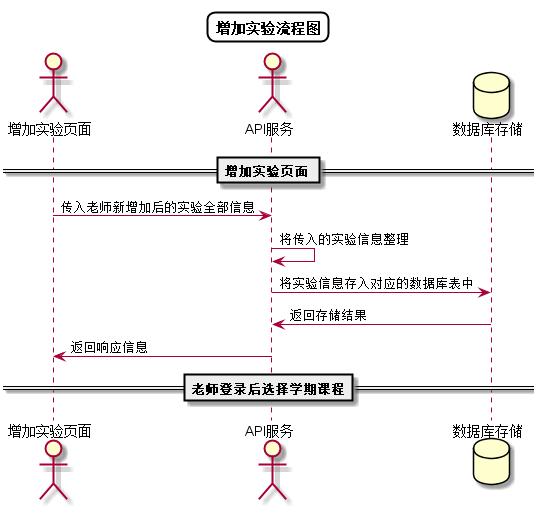 增加实验流程图
增加实验页面
API服务
数据库存储
增加实验页面
传入老师新增加后的实验全部信息
将传入的实验信息整理
将实验信息存入对应的数据库表中
返回存储结果
返回响应信息
老师登录后选择学期课程
增加实验页面
API服务
数据库存储